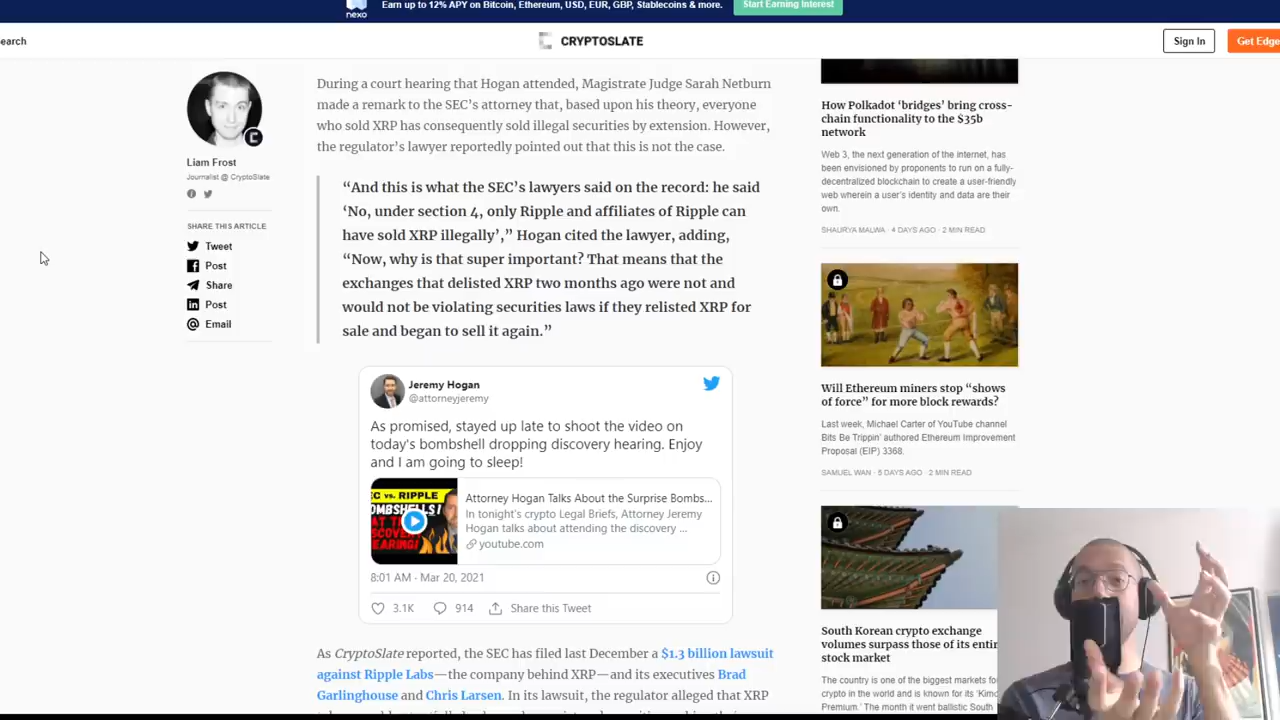 nexo
Earn up to 12% APY on Bitcoin, Ethereum, USD, EUR, GBP, Stablecoins & more.
Start Earning Interest
earch
CRYPTOSLATE
Sign In
Get Edge
Liam Frost
Journalist @ CryptoSlate
SHARE THIS ARTICLE
Tweet
Post
Share
Post
Email
During a court hearing that Hogan attended, Magistrate Judge Sarah Netburn
made a remark to the SEC’s attorney that, based upon his theory, everyone
who sold XRP has consequently sold illegal securities by extension. However,
the regulator’s lawyer reportedly pointed out that this is not the case.
“And this is what the SEC’s lawyers said on the record: he said
‘No, under section 4, only Ripple and affiliates of Ripple can
have sold XRP illegally’,” Hogan cited the lawyer, adding,
“Now, why is that super important? That means that the
exchanges that delisted XRP two months ago were not and
would not be violating securities laws if they relisted XRP for
sale and began to sell it again.”
Jeremy Hogan
@attorneyjeremy
As promised, stayed up late to shoot the video on
today's bombshell dropping discovery hearing. Enjoy
and I am going to sleep!
EC vs. RIPPLE
OMBSHELLS!
AT T
ISCOVER
EARING!
Attorney Hogan Talks About the Surprise Bombs...
In tonight's crypto Legal Briefs, Attorney Jeremy
Hogan talks about attending the discovery ...
youtube.com
8:01 AM · Mar 20, 2021
3.1K
914
Share this Tweet
As CryptoSlate reported, the SEC has filed last December a $1.3 billion lawsuit
against Ripple Labs—the company behind XRP—and its executives Brad
Garlinghouse and Chris Larsen. In its lawsuit, the regulator alleged that XRP
How Polkadot ‘bridges’ bring cross-
chain functionality to the $35b
network
Web 3, the next generation of the internet, has
been envisioned by proponents to run on a fully-
decentralized blockchain to create a user-friendly
web wherein a user's identity and data are their
own.
SHAURYA MALWA · 4 DAYS AGO · 2 MIN READ
Will Ethereum miners stop “shows
of force” for more block rewards?
Last week, Michael Carter of YouTube channel
Bits Be Trippin' authored Ethereum Improvement
Proposal (EIP) 3368.
SAMUEL WAN · 5 DAYS AGO · 2 MIN READ
South Korean crypto exchange
volumes surpass those of its entir
stock market
The country is one of the biggest markets fo
crypto in the world and is known for its 'Kimc
Premium.' The month it went ballistic South